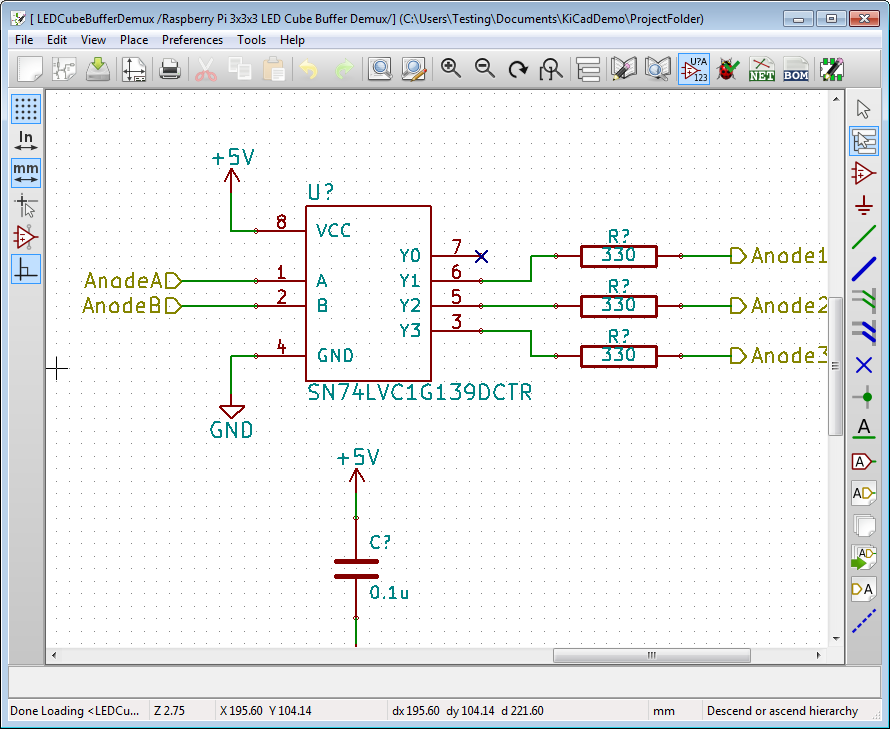 [ LEDCubeBufferDemux /Raspberry Pi 3x3x3 LED Cube Buffer Demux/] (C:\Users\Testing\Documents\KiCadDemo\ProjectFolder)
File Edit View Place Preferences Tools Help
U?A
123
NET
BOM
In
mm
+5V
U?
8
VCC
Y0
7
R?
330
Anode1
AnodeA
1
A
Y1
6
AnodeB
2
B
Y2
5
R?
330
Anode2
Y3
3
4
GND
R?
330
Anode3
SN74LVC1G139DCTR
GND
+5V
C?
0.1u
A
A
AD
AD
DA
Done Loading <LEDCu... Z 2.75 X 195.60 Y 104.14 dx 195.60 dy 104.14 d 221.60 mm Descend or ascend hierarchy